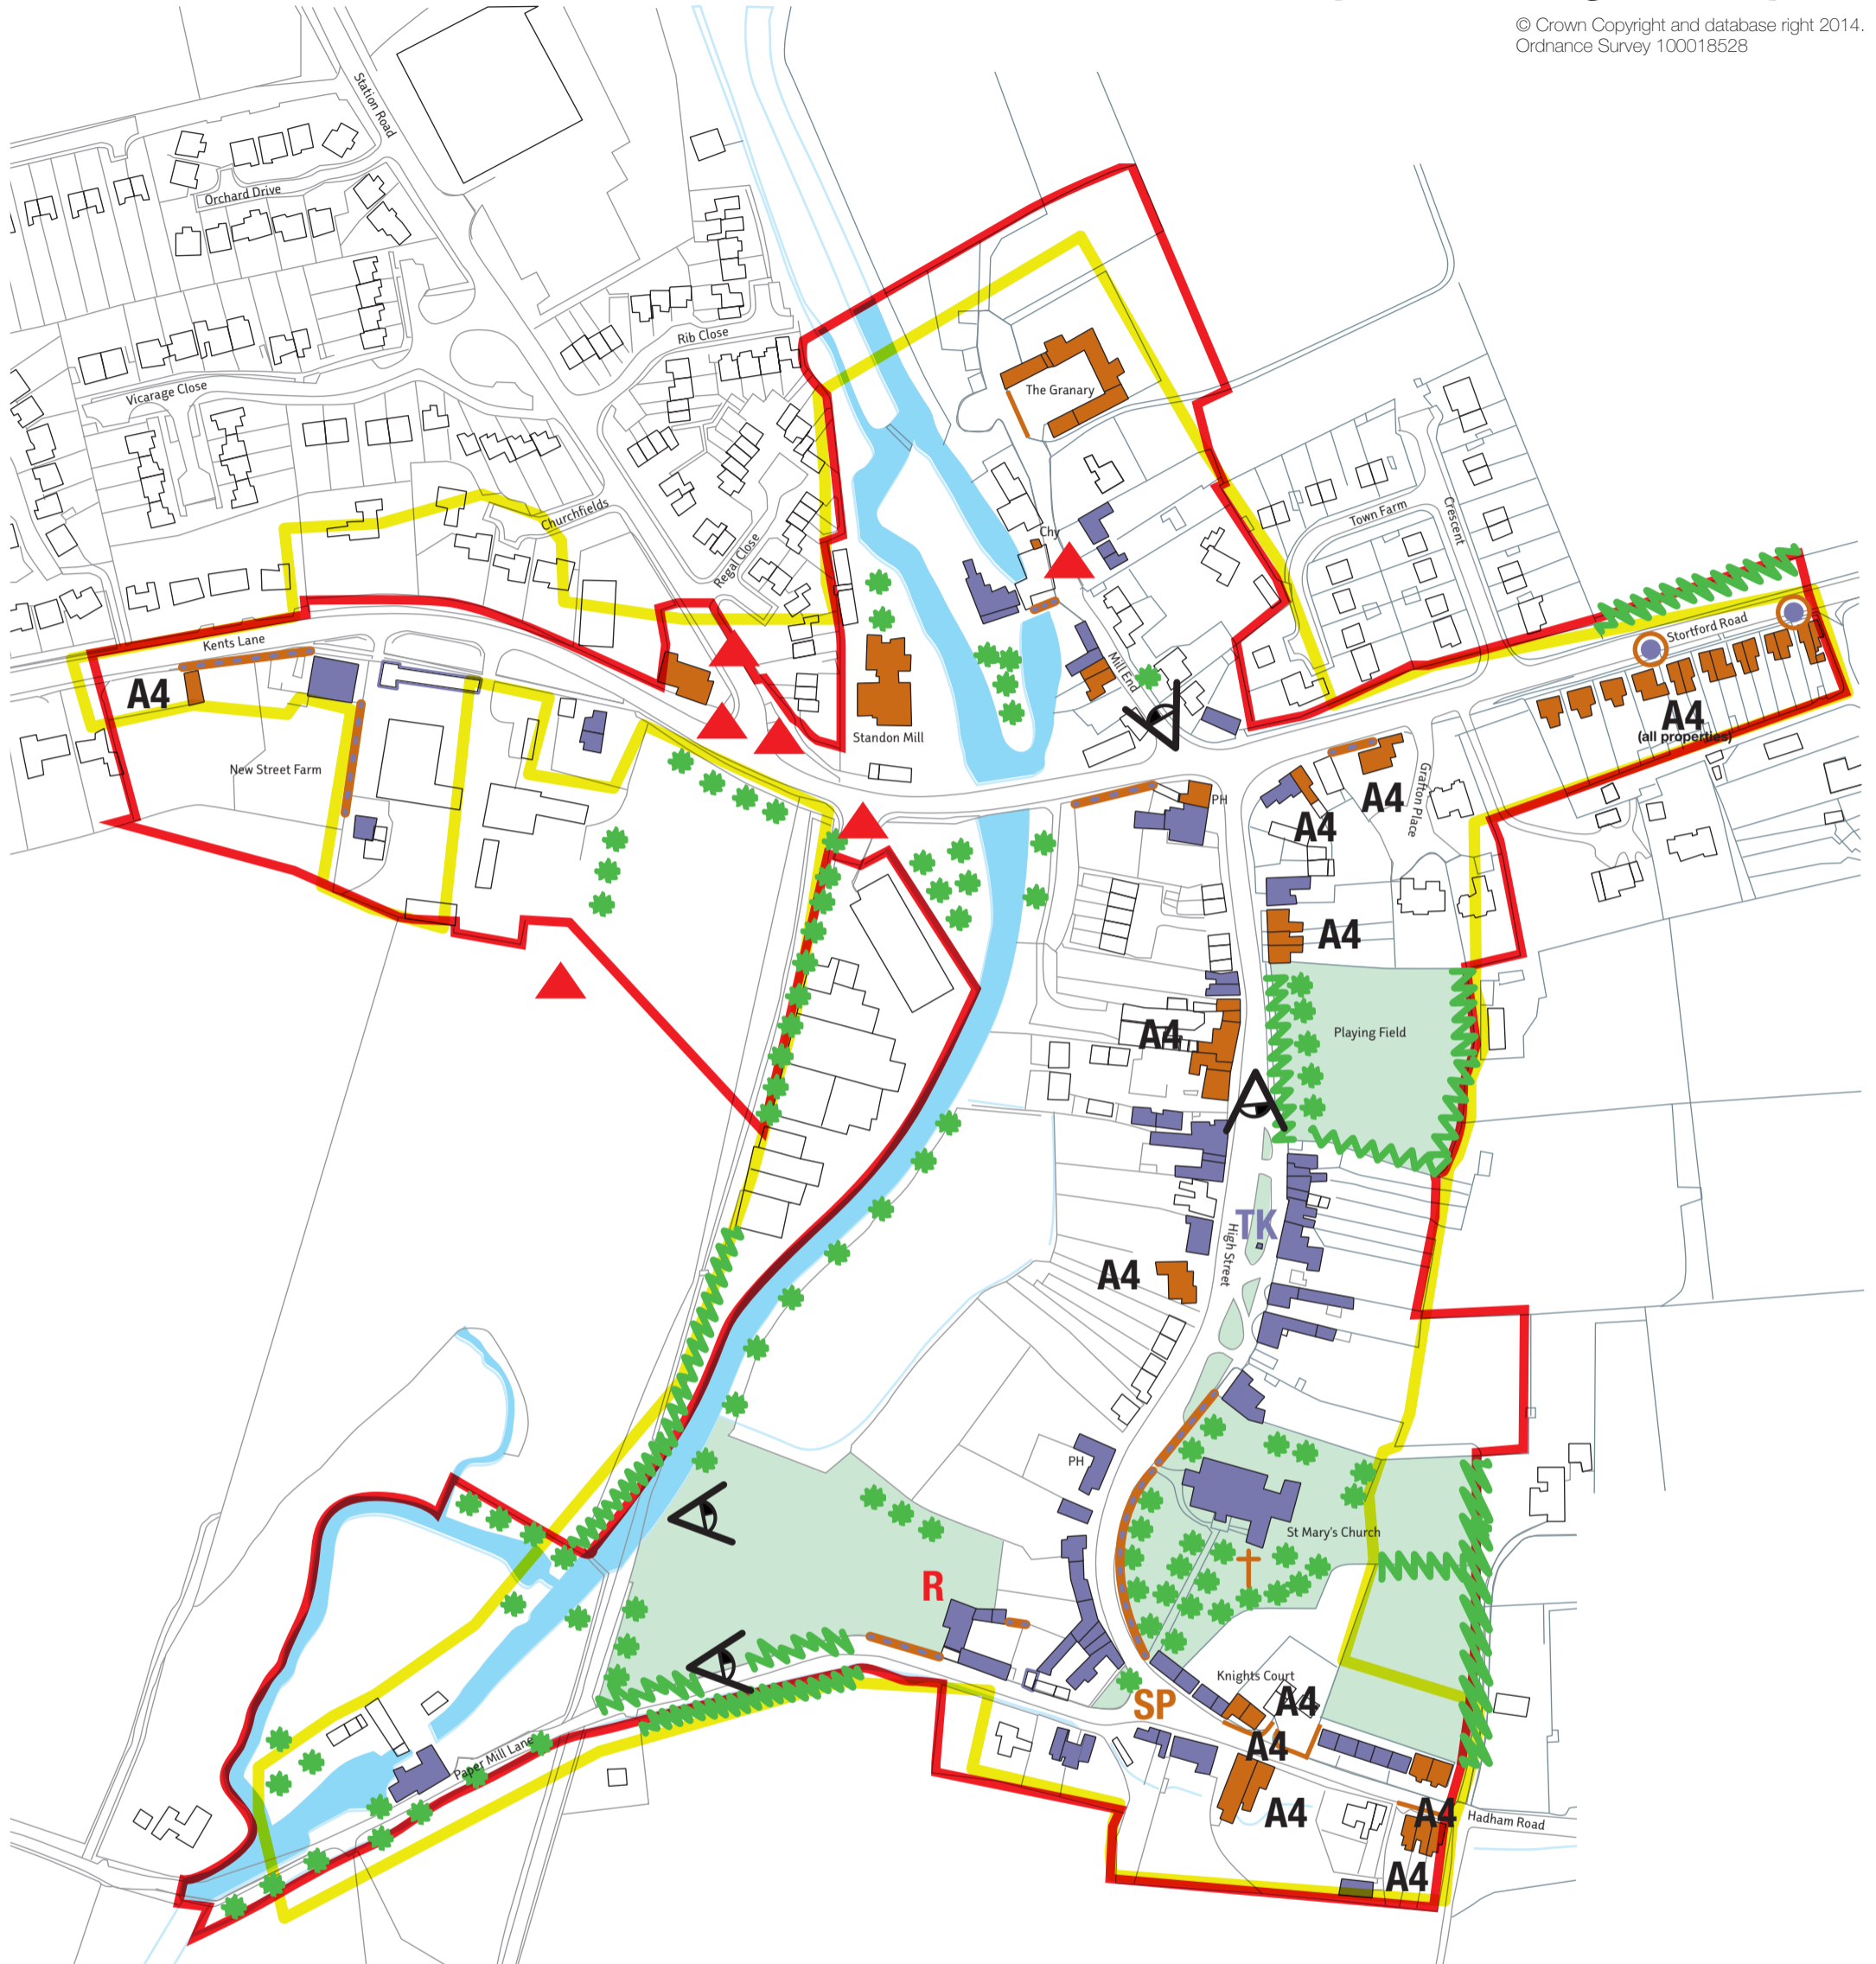 © Crown Copyright and database right 2014.
Ordnance Survey 100018528
Station Road
Orchard Drive
Rib Close
Vicarage Close
The Granary
Churchfields
Regal Close
Chy
Town Farm
Crescent
Kents Lane
A4
New Street Farm
Standon Mill
Mill End
Stortford Road
A4
(all properties)
PH
A4
Grafton Place
A4
A4
Playing Field
A4
TK
High Street
A4
PH
St Mary's Church
R
Knights Court
SP
A4
A4
Paper Mill Lane
A4
A4
Hadham Road
A4